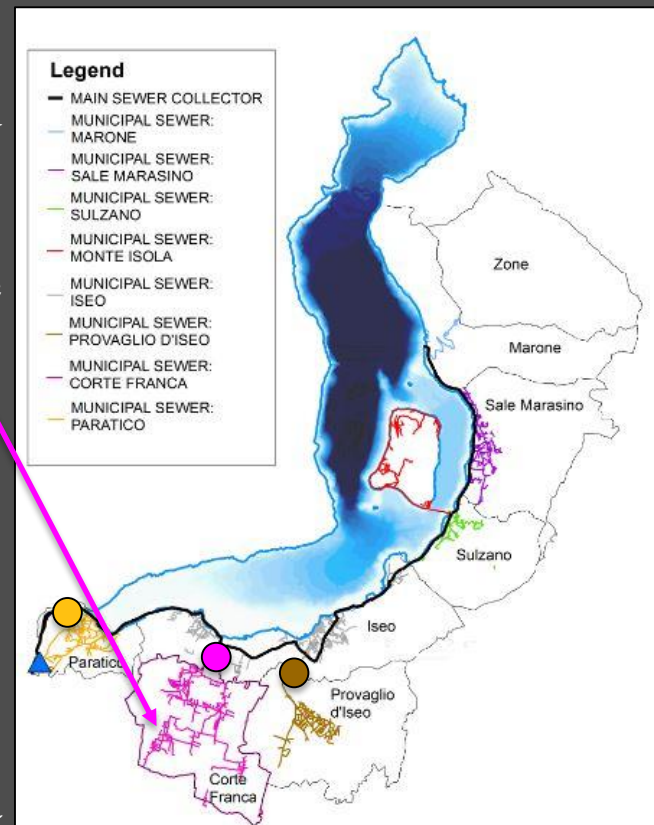 Legend
MAIN SEWER COLLECTOR
MUNICIPAL SEWER:
MARONE
MUNICIPAL SEWER:
SALE MARASINO
MUNICIPAL SEWER:
SULZANO
MUNICIPAL SEWER:
MONTE ISOLA
MUNICIPAL SEWER:
ISEO
MUNICIPAL SEWER:
PROVAGLIO D'ISEO
MUNICIPAL SEWER:
CORTE FRANCA
MUNICIPAL SEWER:
PARATICO
Zone
Marone
Sale Marasino
Sulzano
Iseo
Paratico
Provaglio
d'Iseo
Corte
Franca